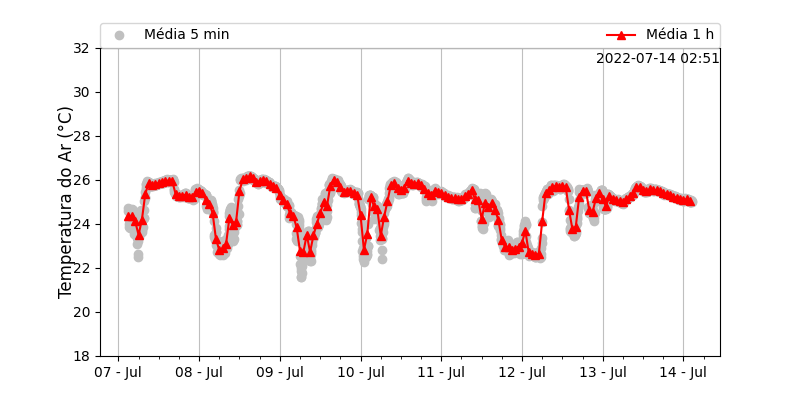 Média 5 min
Média 1 h
2022-07-14 02:51
Temperatura do Ar (°C)
32
30
28
26
24
22
20
18
07 - Jul
08 - Jul
09 - Jul
10 - Jul
11 - Jul
12 - Jul
13 - Jul
14 - Jul